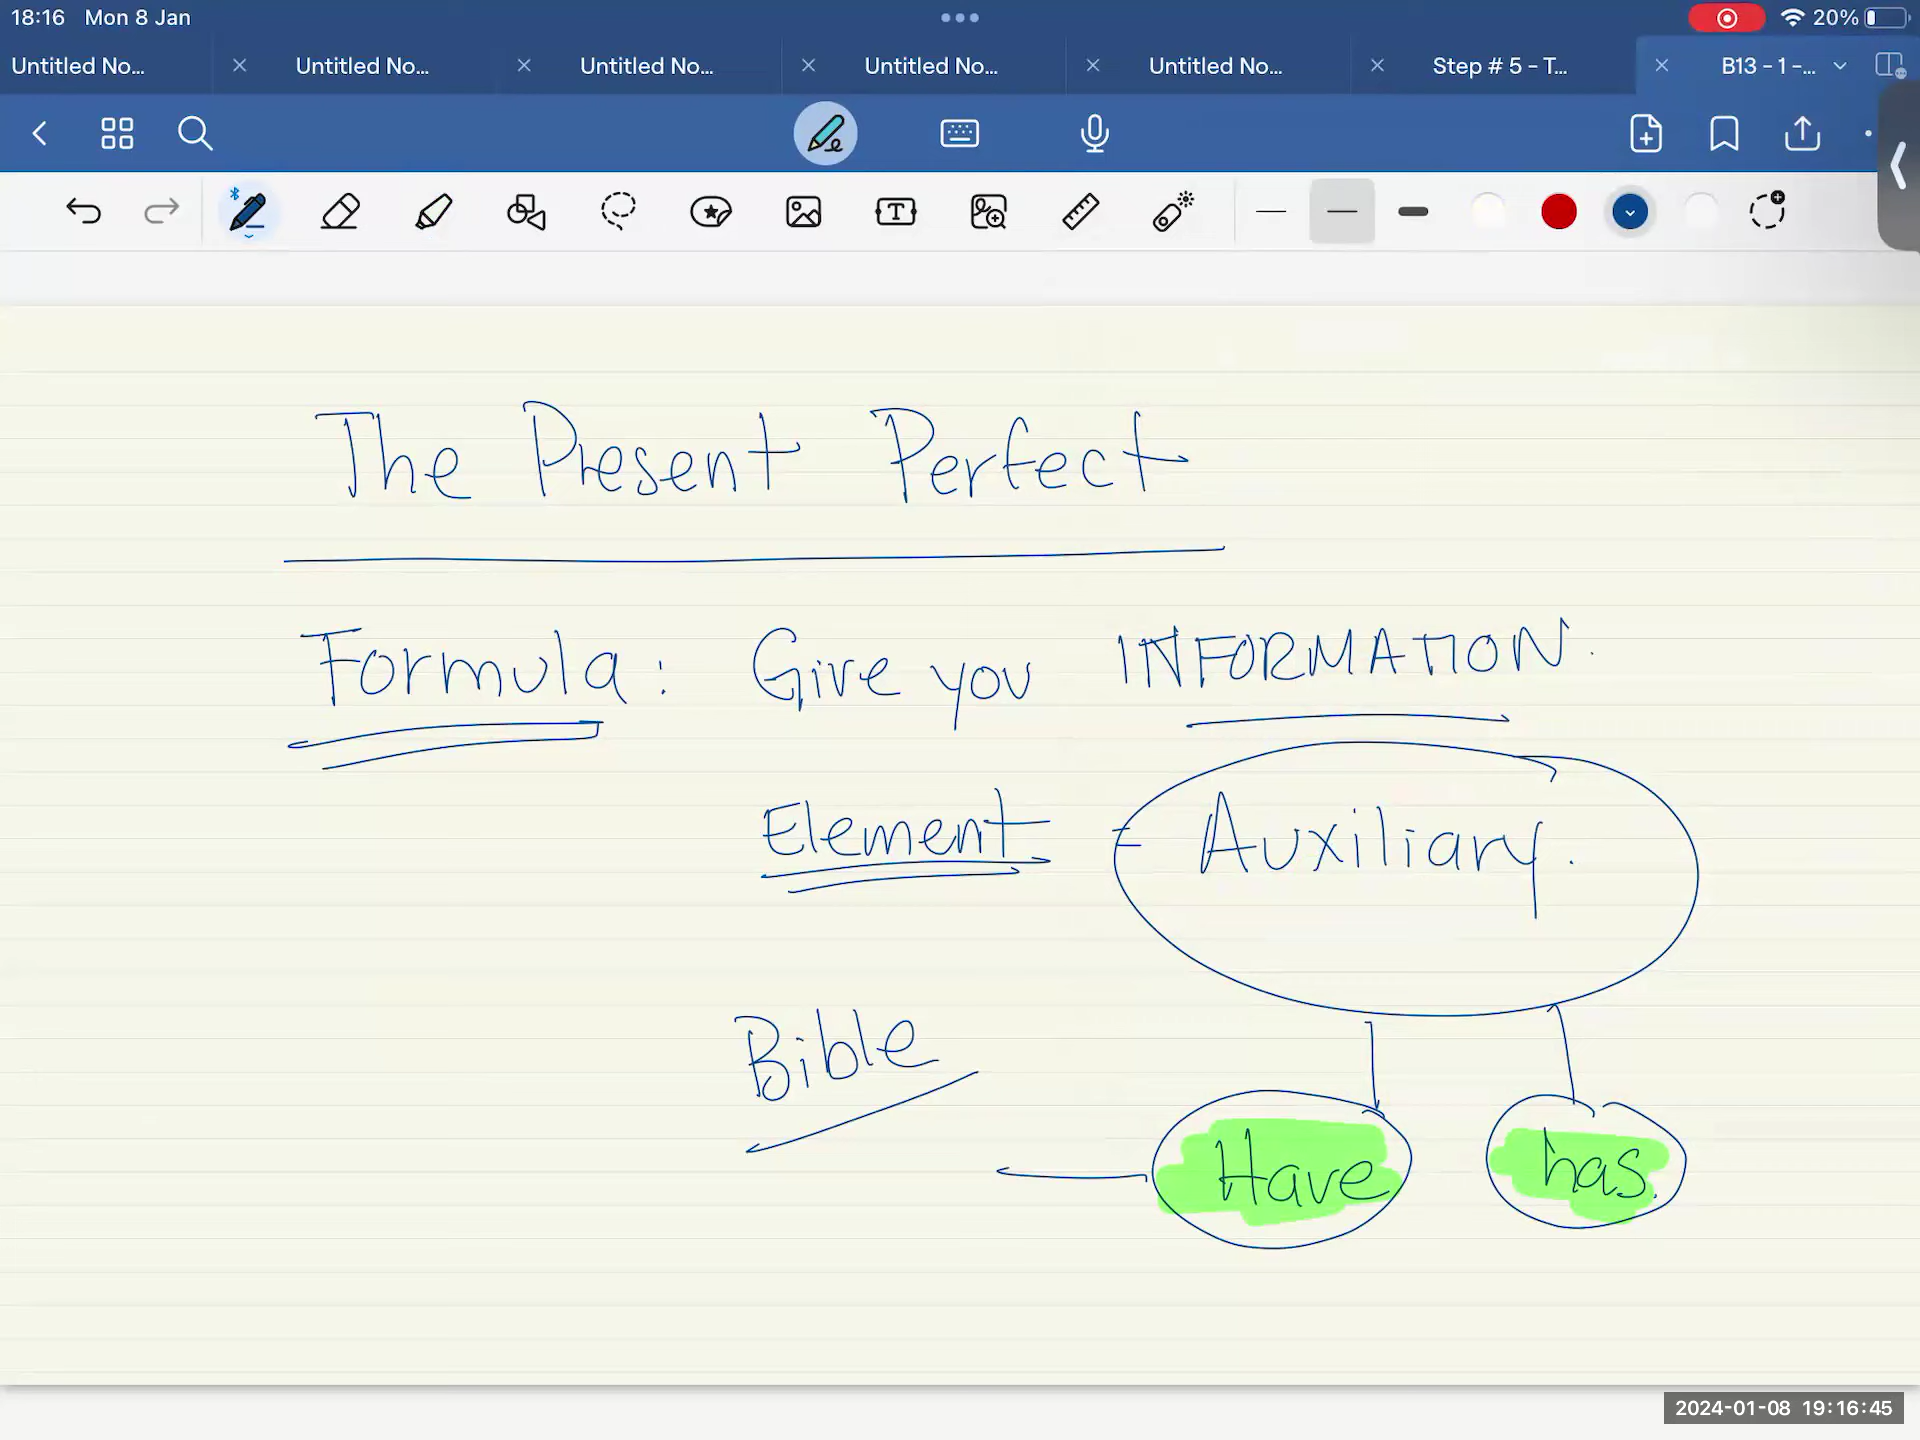 18:16 Mon 8 Jan
20%
Untitled No... Untitled No... Untitled No... Untitled No... Untitled No... Step # 5 - T... B13 - 1 -...
The Present Perfect
Formula: Give you INFORMATION.
Element = Auxiliary.
Bible
Have has.
2024-01-08 19:16:45